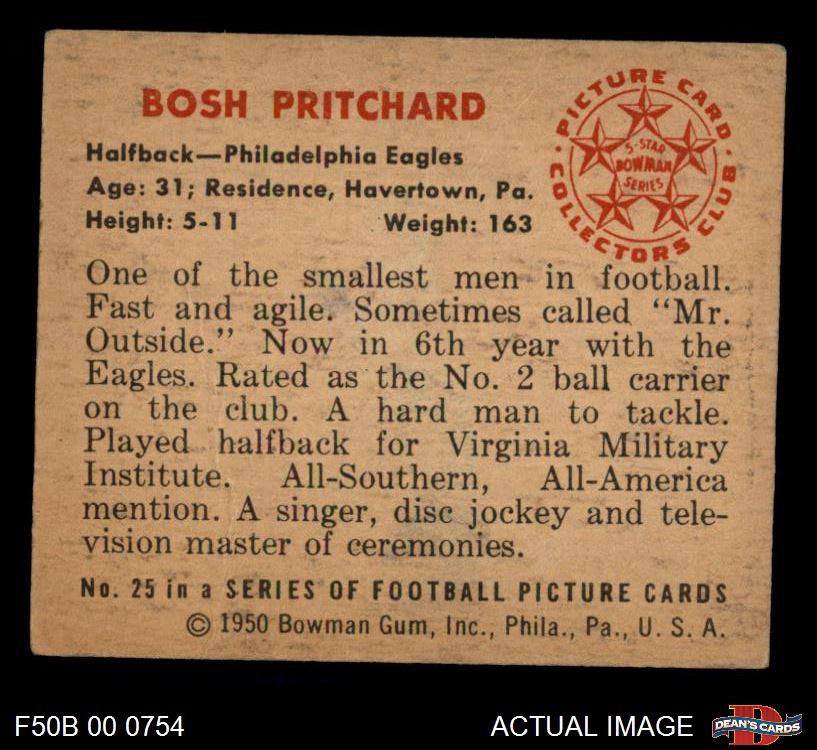 BOSH PRITCHARD
Halfback—Philadelphia Eagles
Age: 31; Residence, Havertown, Pa.
Height: 5-11 Weight: 163
PICTURE CARD COLLECTORS CLUB
5-STAR
BOWMAN
SERIES
One of the smallest men in football.
Fast and agile. Sometimes called "Mr.
Outside." Now in 6th year with the
Eagles. Rated as the No. 2 ball carrier
on the club. A hard man to tackle.
Played halfback for Virginia Military
Institute. All-Southern, All-America
mention. A singer, disc jockey and tele-
vision master of ceremonies.
No. 25 in a SERIES OF FOOTBALL PICTURE CARDS
© 1950 Bowman Gum, Inc., Phila., Pa., U. S. A.
F50B 00 0754
ACTUAL IMAGE
D
DEAN'S CARDS